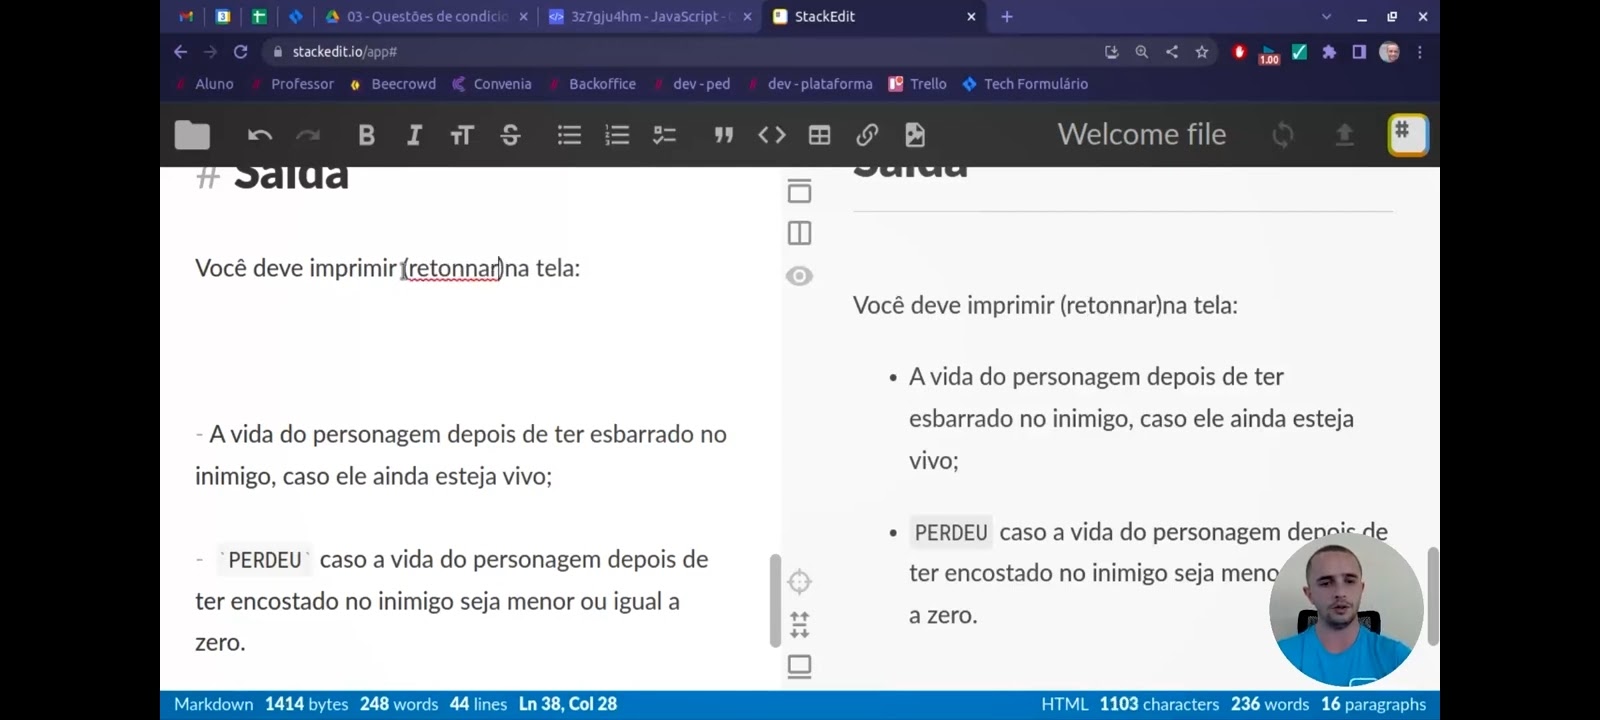 03 - Questões de condicio
3z7gju4hm - JavaScript -
StackEdit
stackedit.io/app#
1.00
Aluno
Professor
Beecrowd
Convenia
Backoffice
dev - ped
dev - plataforma
Trello
Tech Formulário
Welcome file
# Saída
Você deve imprimir (retonnar)na tela:
- A vida do personagem depois de ter esbarrado no
inimigo, caso ele ainda esteja vivo;
- `PERDEU` caso a vida do personagem depois de
ter encostado no inimigo seja menor ou igual a
zero.
Saída
Você deve imprimir (retonnar)na tela:
• A vida do personagem depois de ter
esbarrado no inimigo, caso ele ainda esteja
vivo;
• PERDEU caso a vida do personagem depois de
ter encostado no inimigo seja meno
a zero.
Markdown 1414 bytes 248 words 44 lines Ln 38, Col 28
HTML 1103 characters 236 words 16 paragraphs